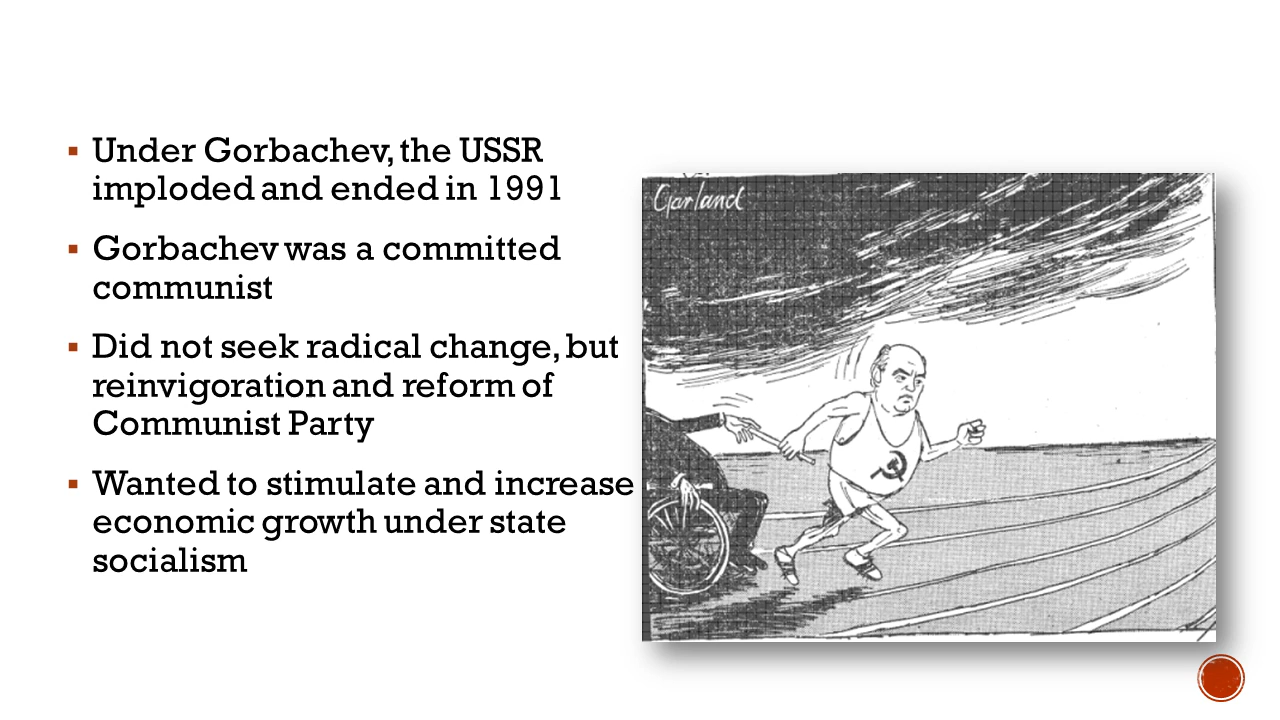 Under Gorbachev, the USSR
imploded and ended in 1991
Gorbachev was a committed
communist
Did not seek radical change, but
reinvigoration and reform of
Communist Party
Wanted to stimulate and increase
economic growth under state
socialism
Garland